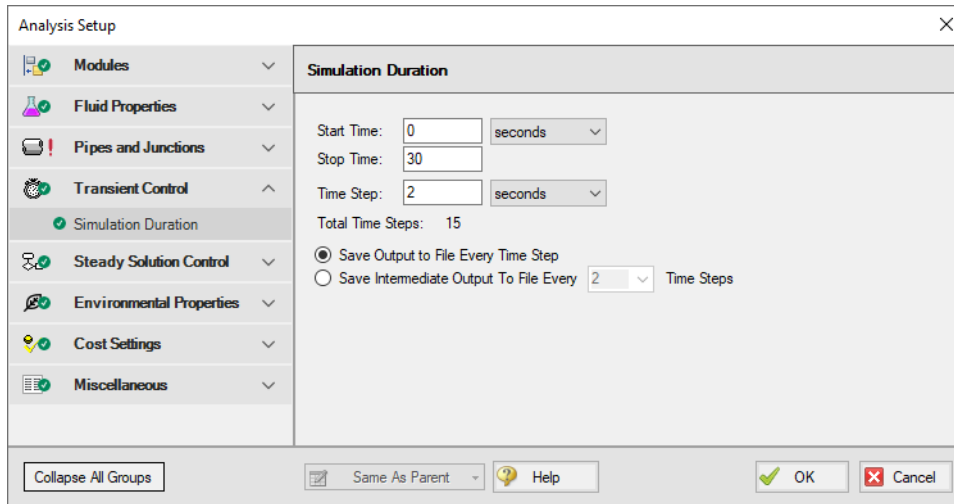 Analysis Setup
Modules
Fluid Properties
Pipes and Junctions
Transient Control
Simulation Duration
Steady Solution Control
Environmental Properties
Cost Settings
Miscellaneous
Simulation Duration
Start Time: 0 seconds
Stop Time: 30
Time Step: 2 seconds
Total Time Steps: 15
Save Output to File Every Time Step
Save Intermediate Output To File Every 2 Time Steps
Collapse All Groups
Same As Parent
Help
OK
Cancel